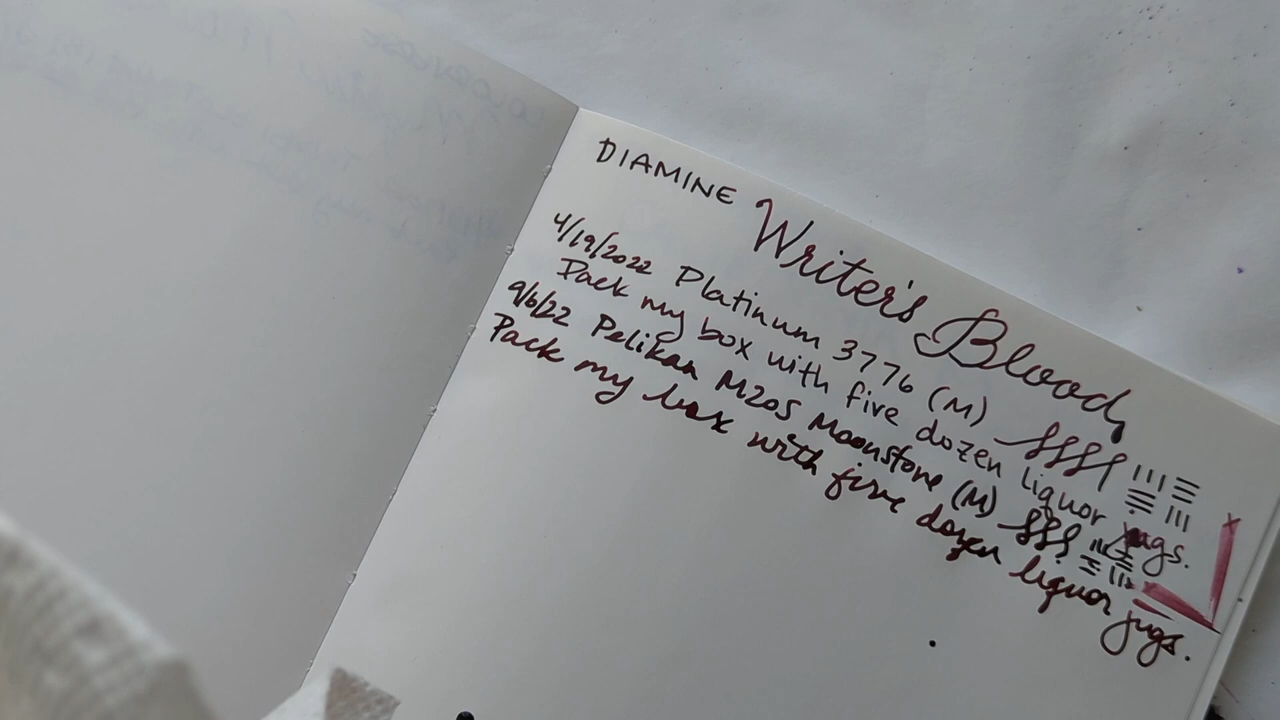 DIAMINE Writer's Blood
4/19/2022 Platinum 3776 (M)
Pack my box with five dozen liquor jugs.
9/6/22 Pelikan M205 Moonstone (M)
Pack my box with five dozen liquor jugs.